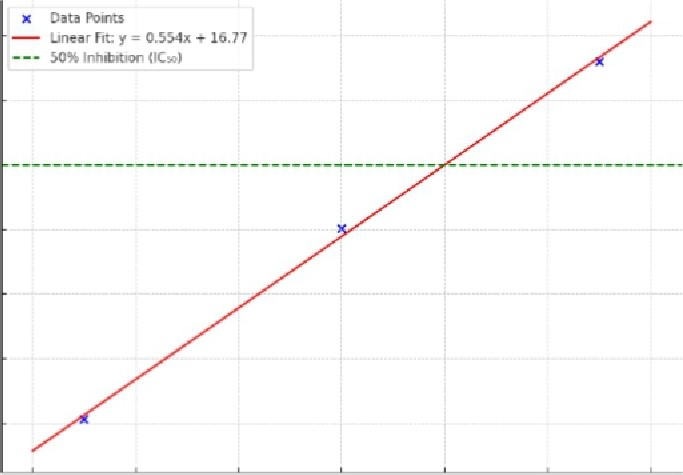 Data Points
Linear Fit: y = 0.554x + 16.77
50% Inhibition (IC₅₀)